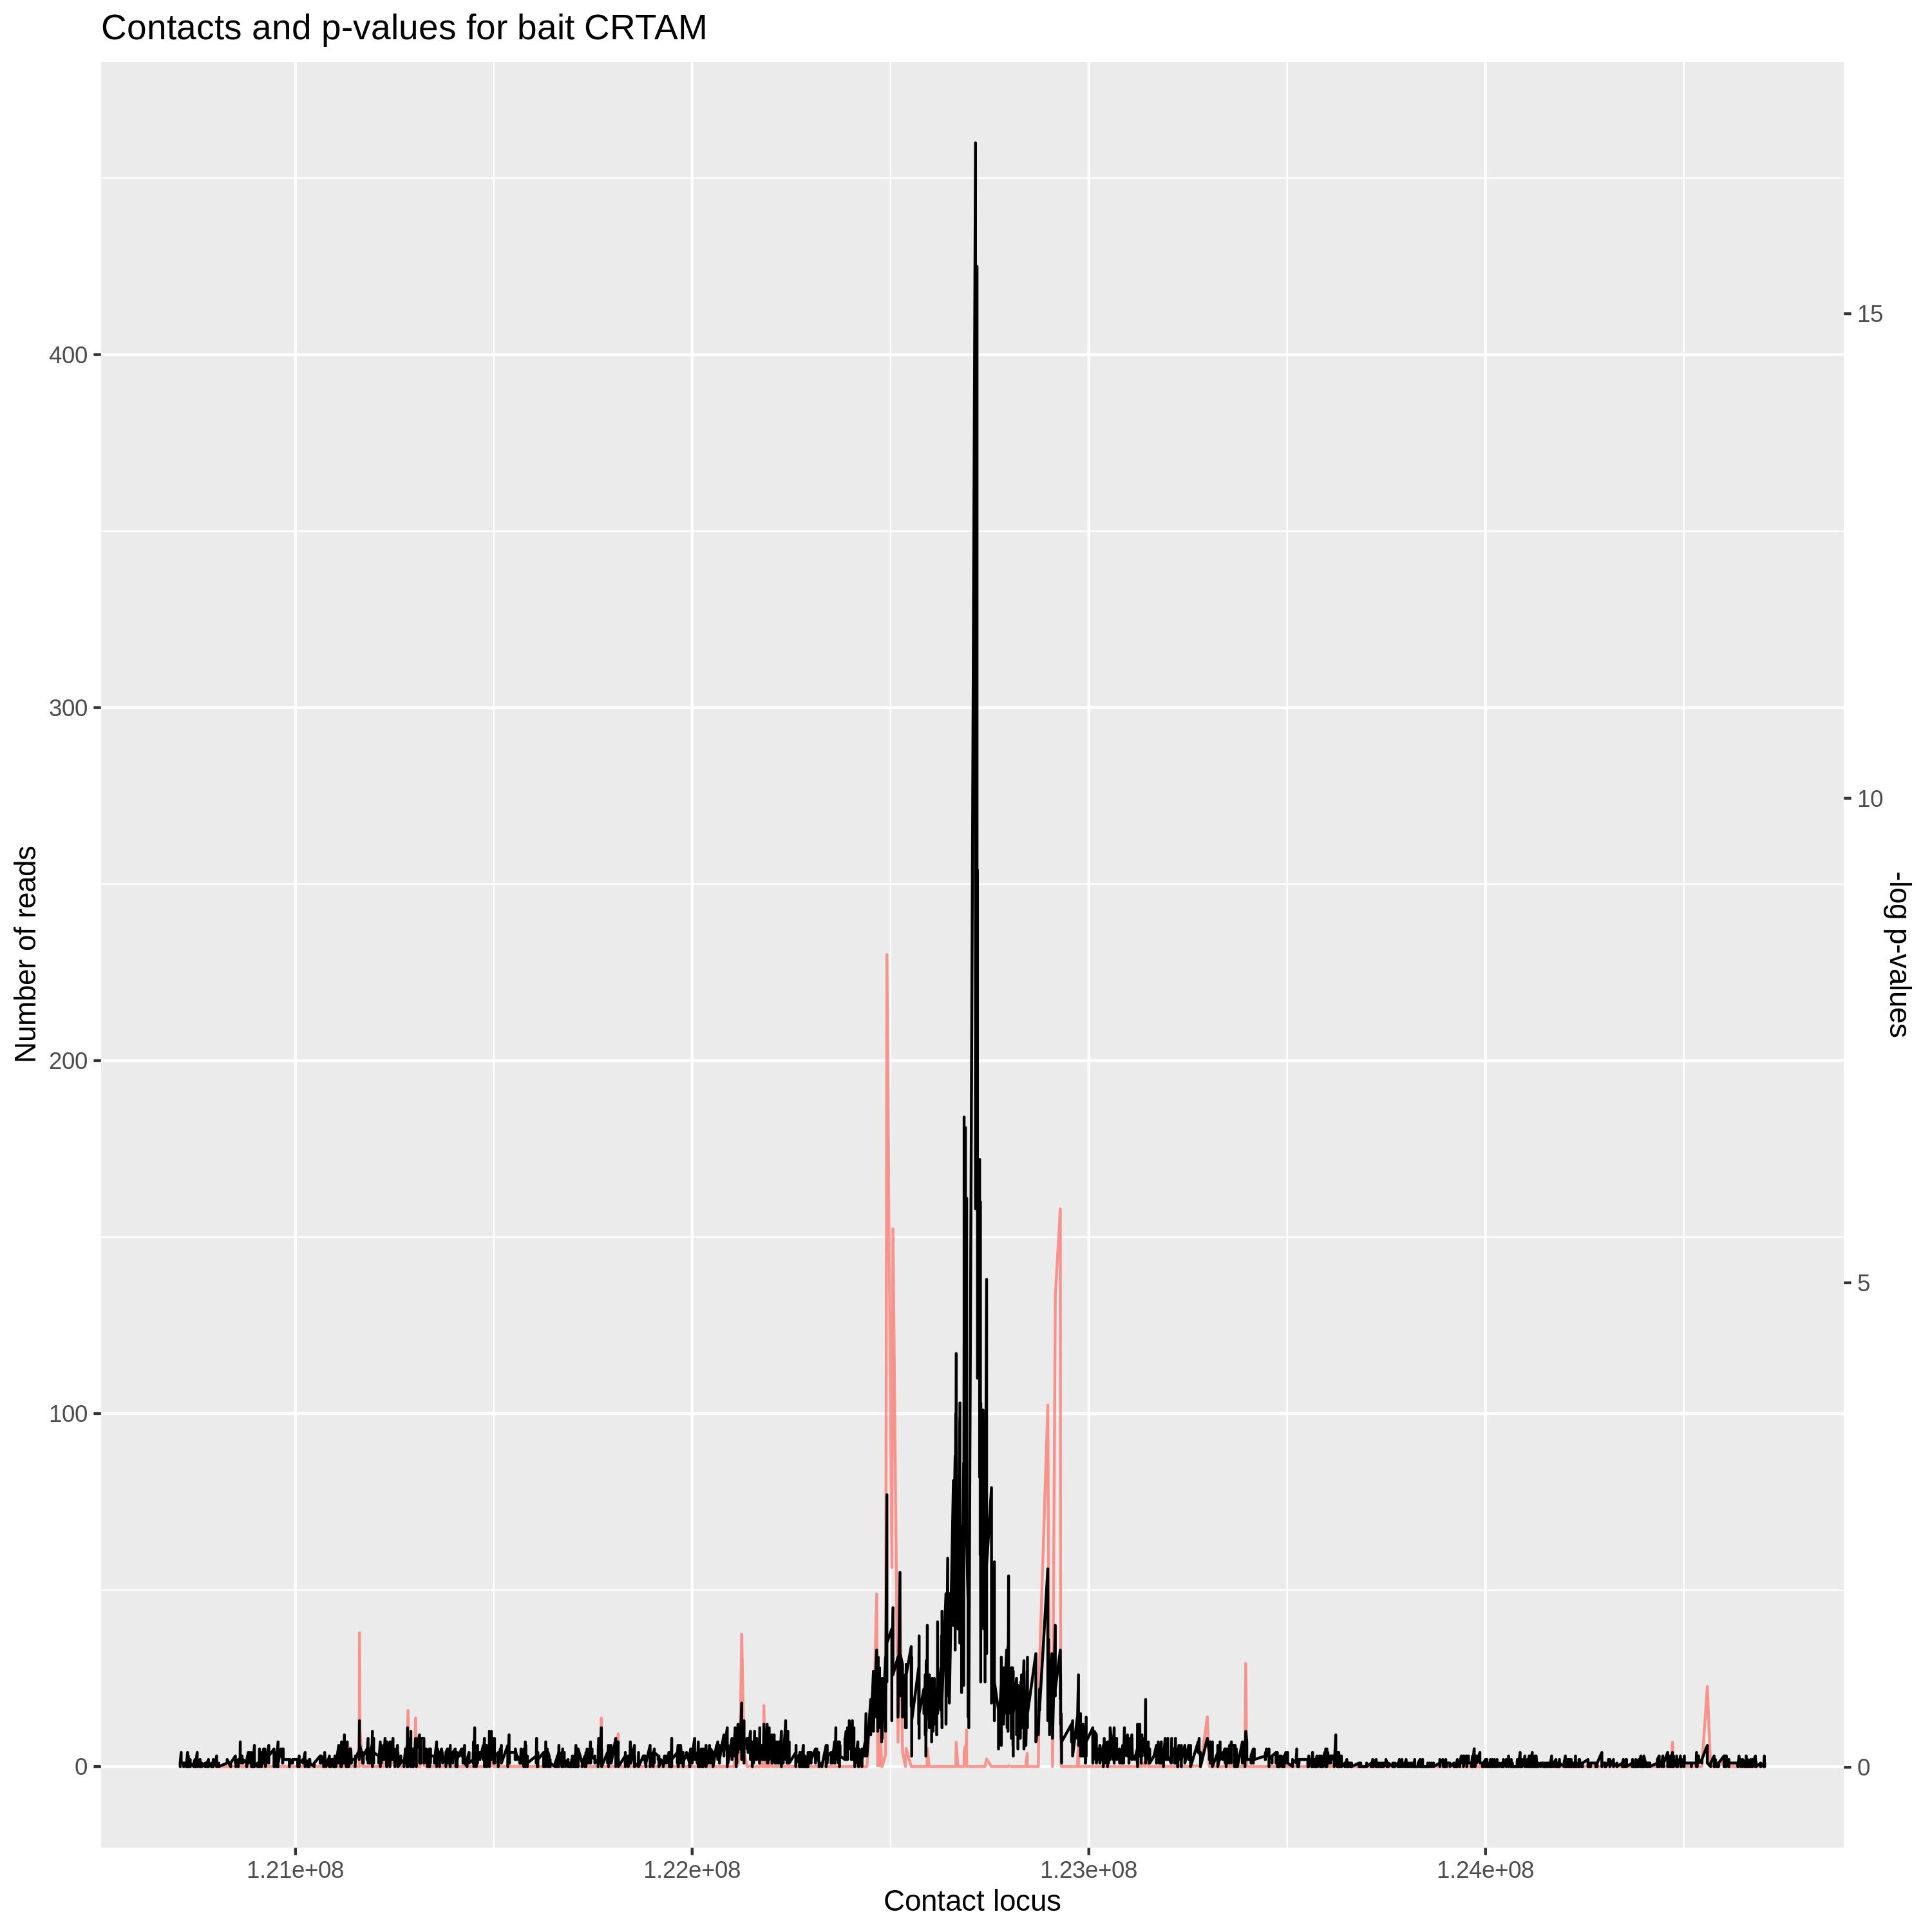 Contacts and p-values for bait CRTAM
400
300
200
100
0
Number of reads
15
10
5
0
-log p-values
1.21e+08
1.22e+08
1.23e+08
1.24e+08
Contact locus